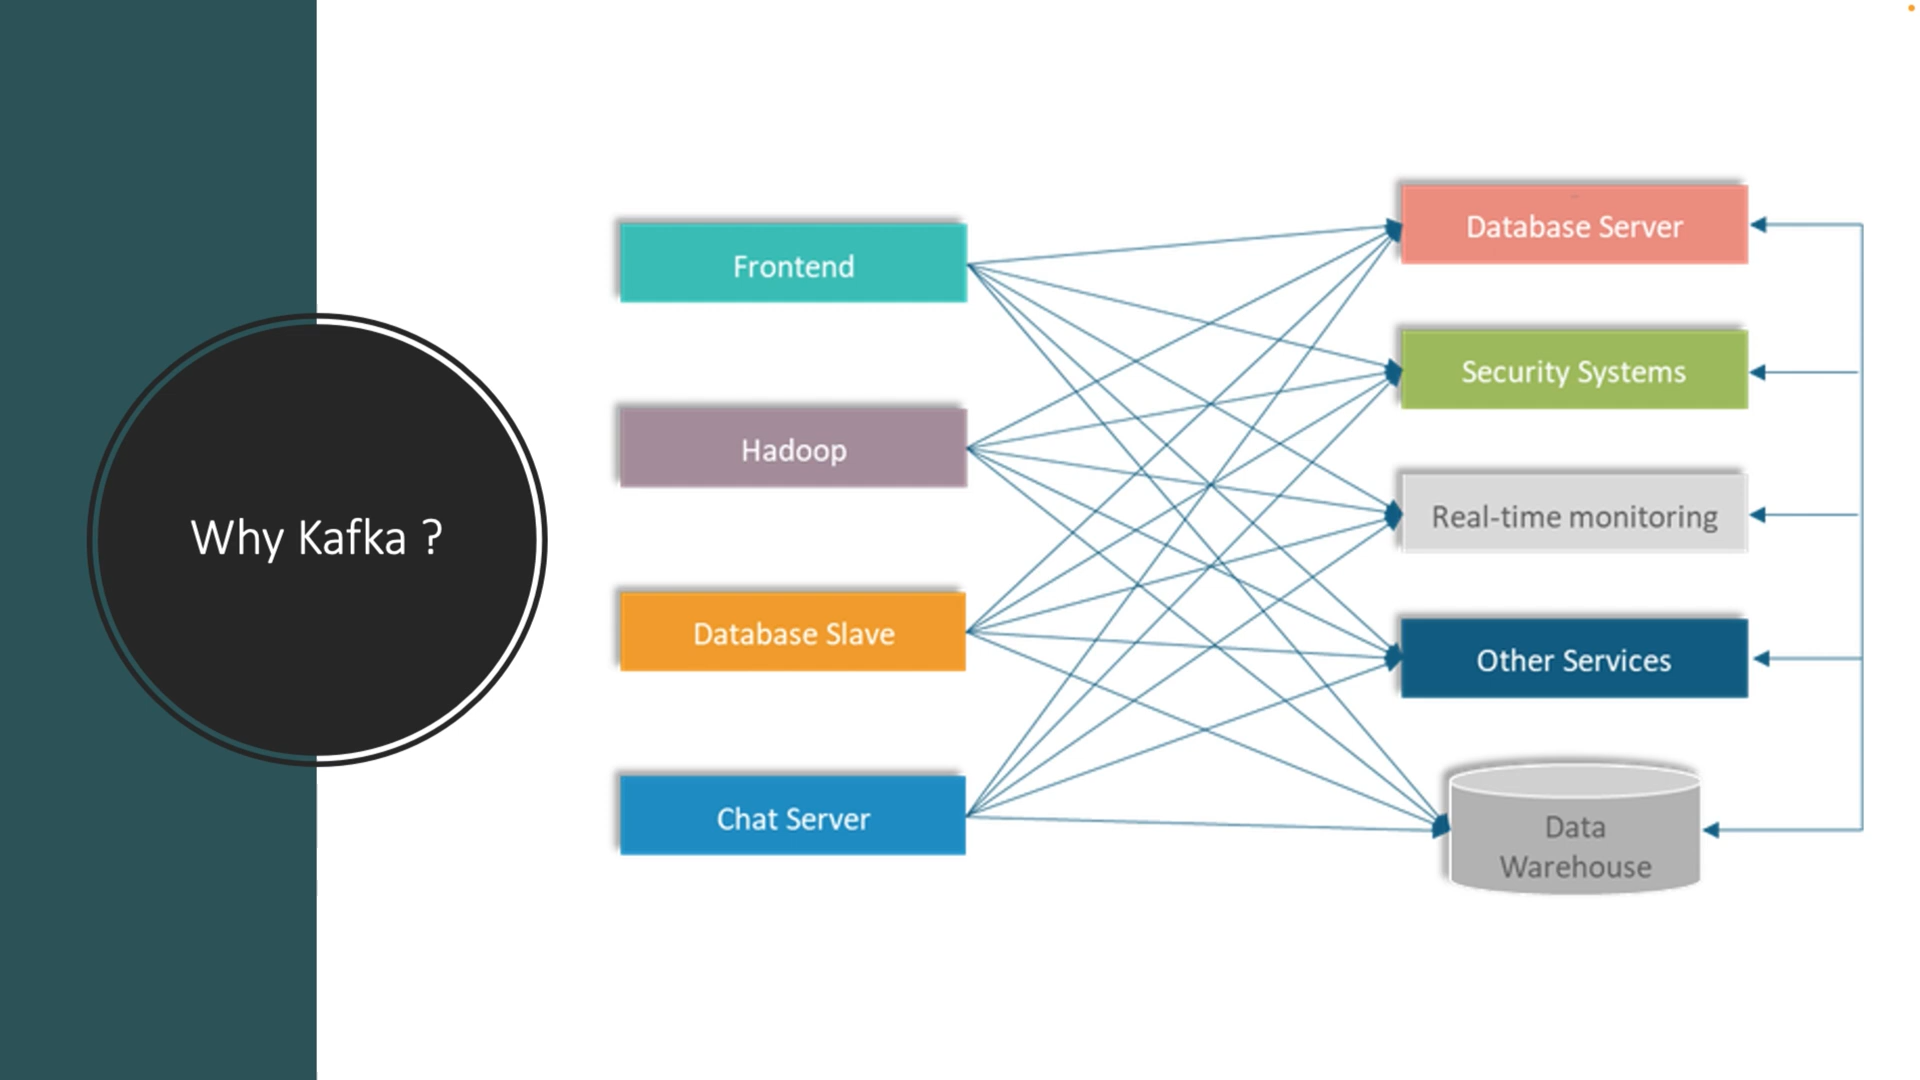 Why Kafka ?
Frontend
Hadoop
Database Slave
Chat Server
Database Server
Security Systems
Real-time monitoring
Other Services
Data
Warehouse